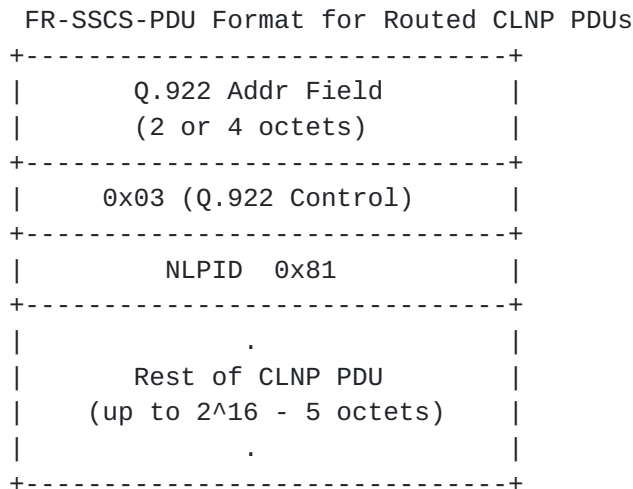 FR-SSCS-PDU Format for Routed CLNP PDUs
+-------------------------------+
|       Q.922 Addr Field        |
|       (2 or 4 octets)         |
+-------------------------------+
|     0x03 (Q.922 Control)      |
+-------------------------------+
|         NLPID  0x81           |
+-------------------------------+
|              .                |
|       Rest of CLNP PDU        |
|    (up to 2^16 - 5 octets)    |
|              .                |
+-------------------------------+